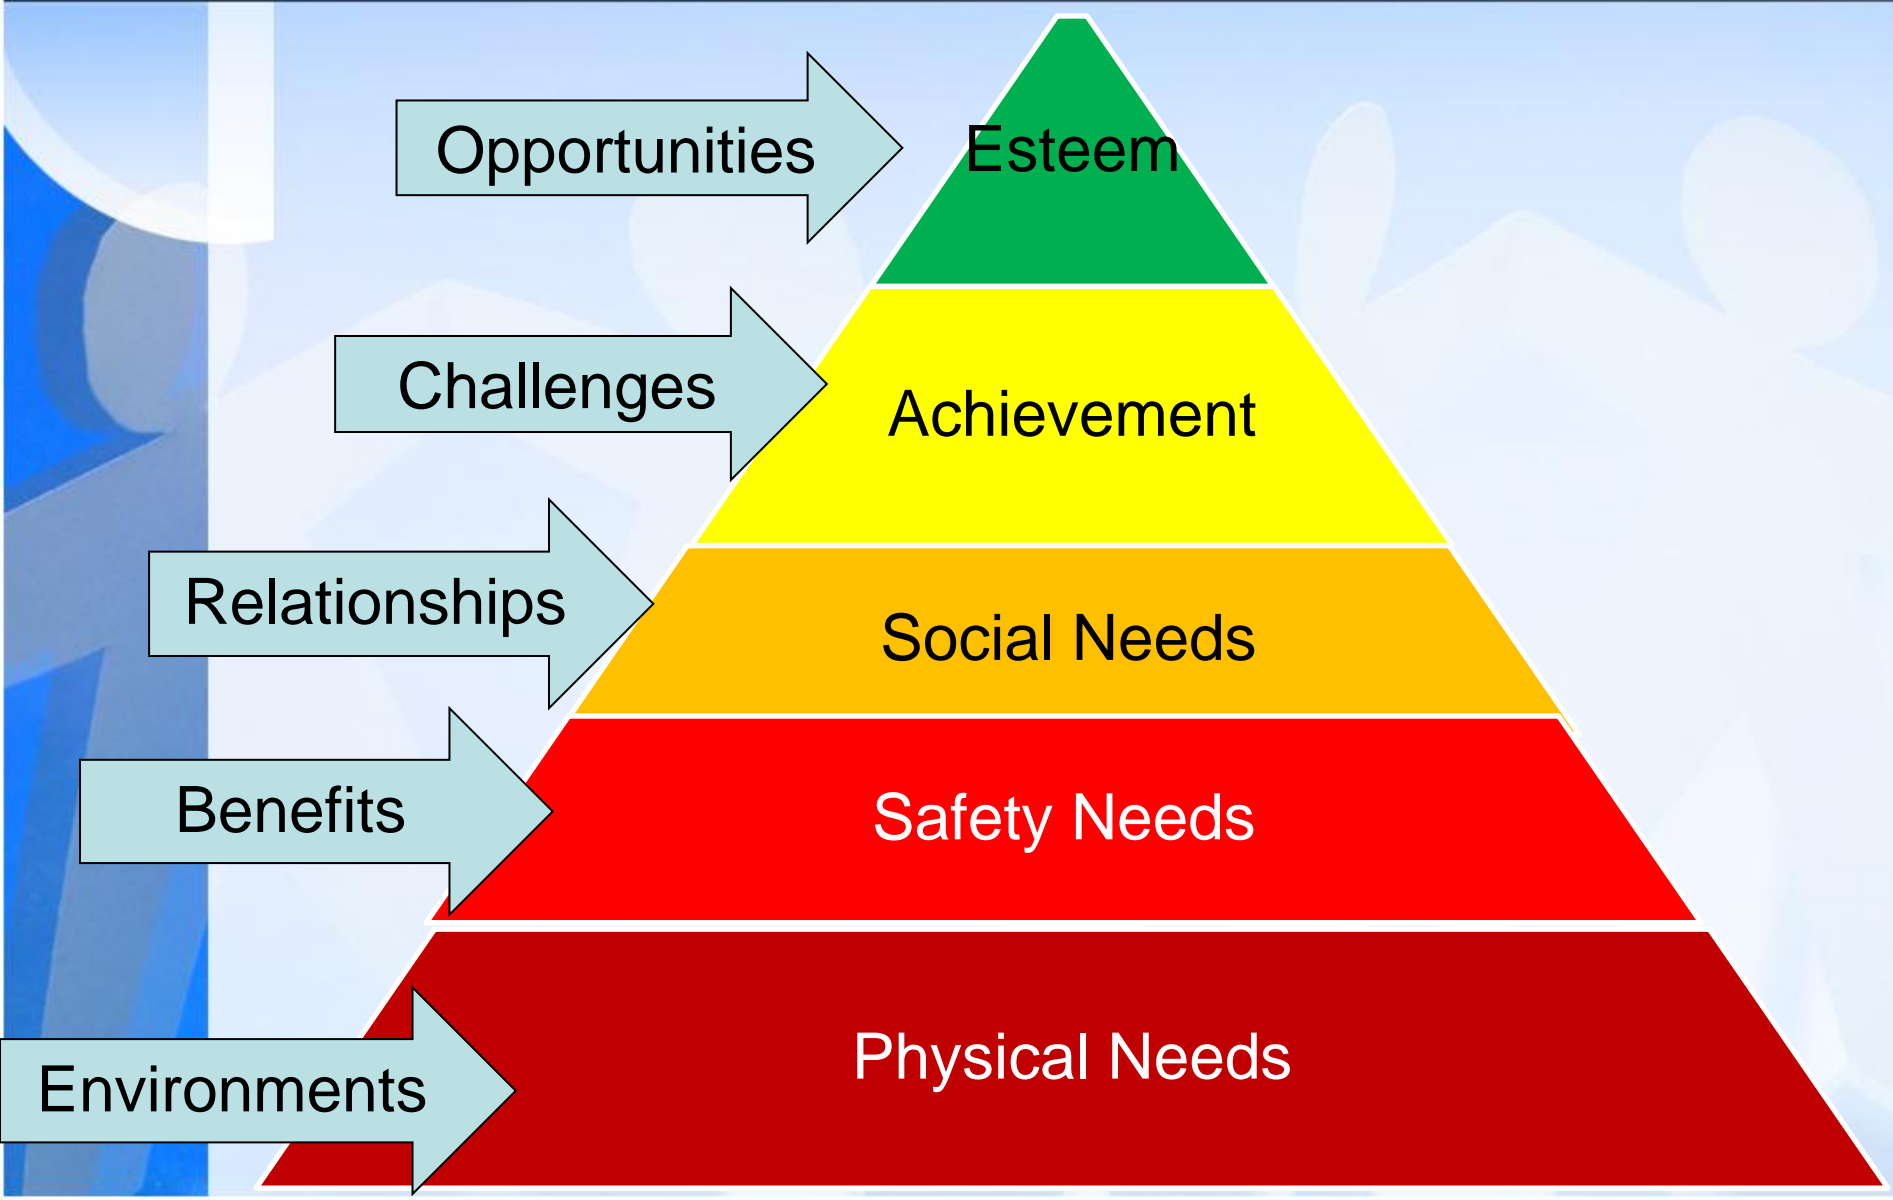 Opportunities
Esteem
Challenges
Achievement
Relationships
Social Needs
Benefits
Safety Needs
Environments
Physical Needs